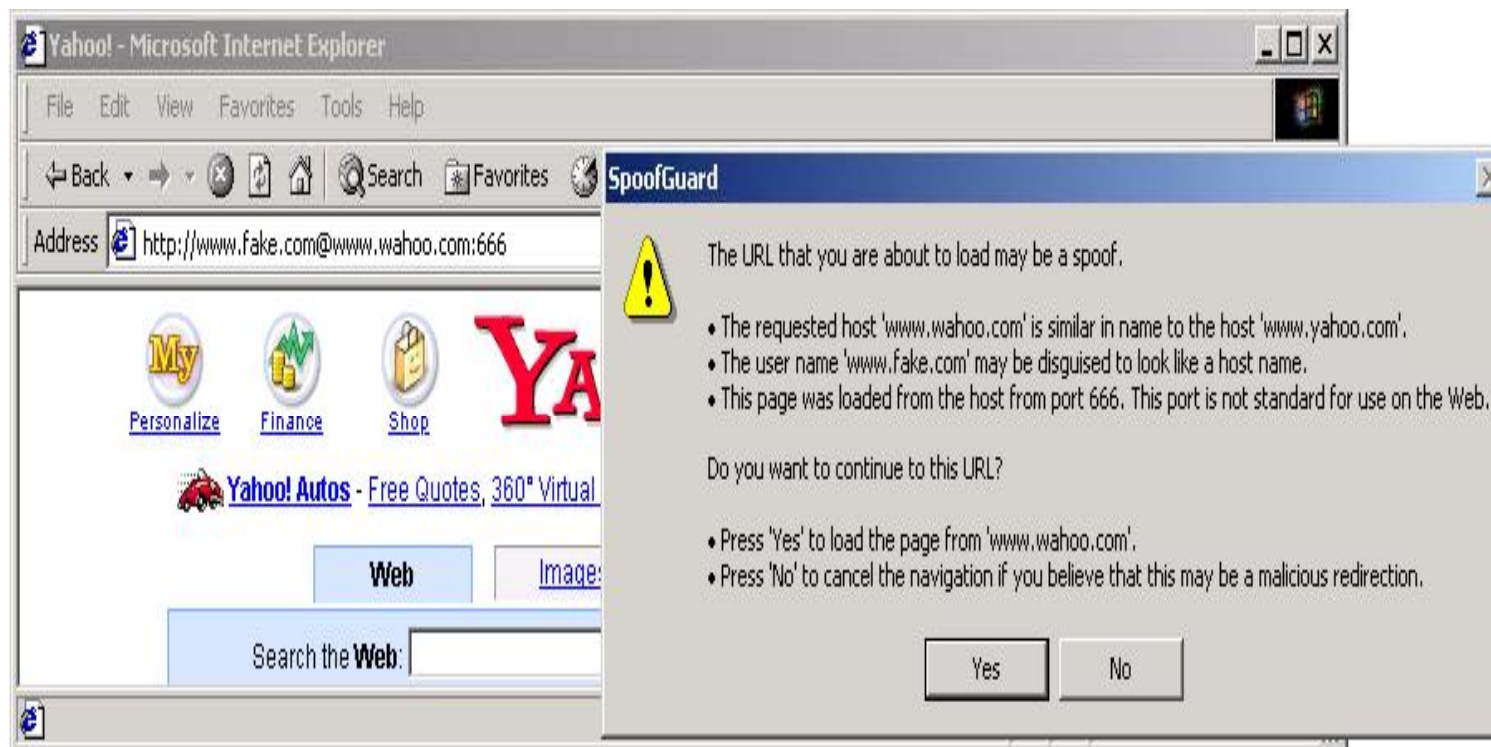 Yahoo! - Microsoft Internet Explorer
File Edit View Favorites Tools Help
Back Search Favorites
Address http://www.fake.com@www.wahoo.com:666
My
YA
Personalize Finance Shop
Yahoo! Autos - Free Quotes, 360° Virtual
Web Images
Search the Web:
SpoofGuard
The URL that you are about to load may be a spoof.
• The requested host 'www.wahoo.com' is similar in name to the host 'www.yahoo.com'.
• The user name 'www.fake.com' may be disguised to look like a host name.
• This page was loaded from the host from port 666. This port is not standard for use on the Web.
Do you want to continue to this URL?
• Press 'Yes' to load the page from 'www.wahoo.com'.
• Press 'No' to cancel the navigation if you believe that this may be a malicious redirection.
Yes No